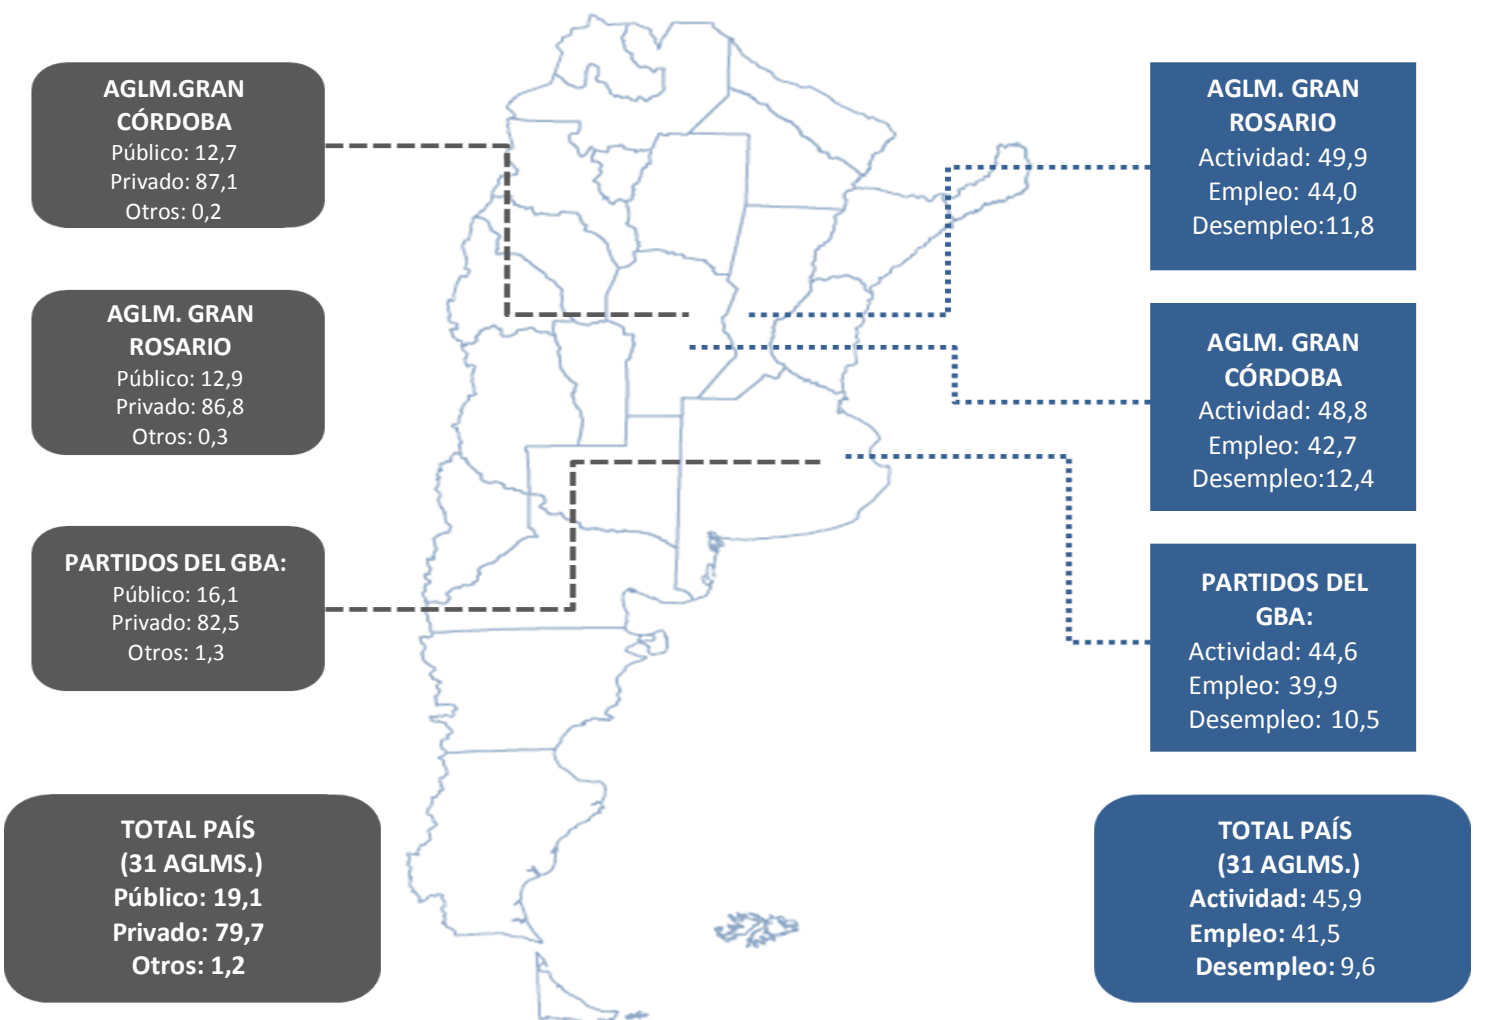 AGLM.GRAN
CÓRDOBA
Público: 12,7
Privado: 87,1
Otros: 0,2
AGLM. GRAN
ROSARIO
Público: 12,9
Privado: 86,8
Otros: 0,3
PARTIDOS DEL GBA:
Público: 16,1
Privado: 82,5
Otros: 1,3
TOTAL PAÍS
(31 AGLMS.)
Público: 19,1
Privado: 79,7
Otros: 1,2
AGLM. GRAN
ROSARIO
Actividad: 49,9
Empleo: 44,0
Desempleo:11,8
AGLM. GRAN
CÓRDOBA
Actividad: 48,8
Empleo: 42,7
Desempleo:12,4
PARTIDOS DEL
GBA:
Actividad: 44,6
Empleo: 39,9
Desempleo: 10,5
TOTAL PAÍS
(31 AGLMS.)
Actividad: 45,9
Empleo: 41,5
Desempleo: 9,6